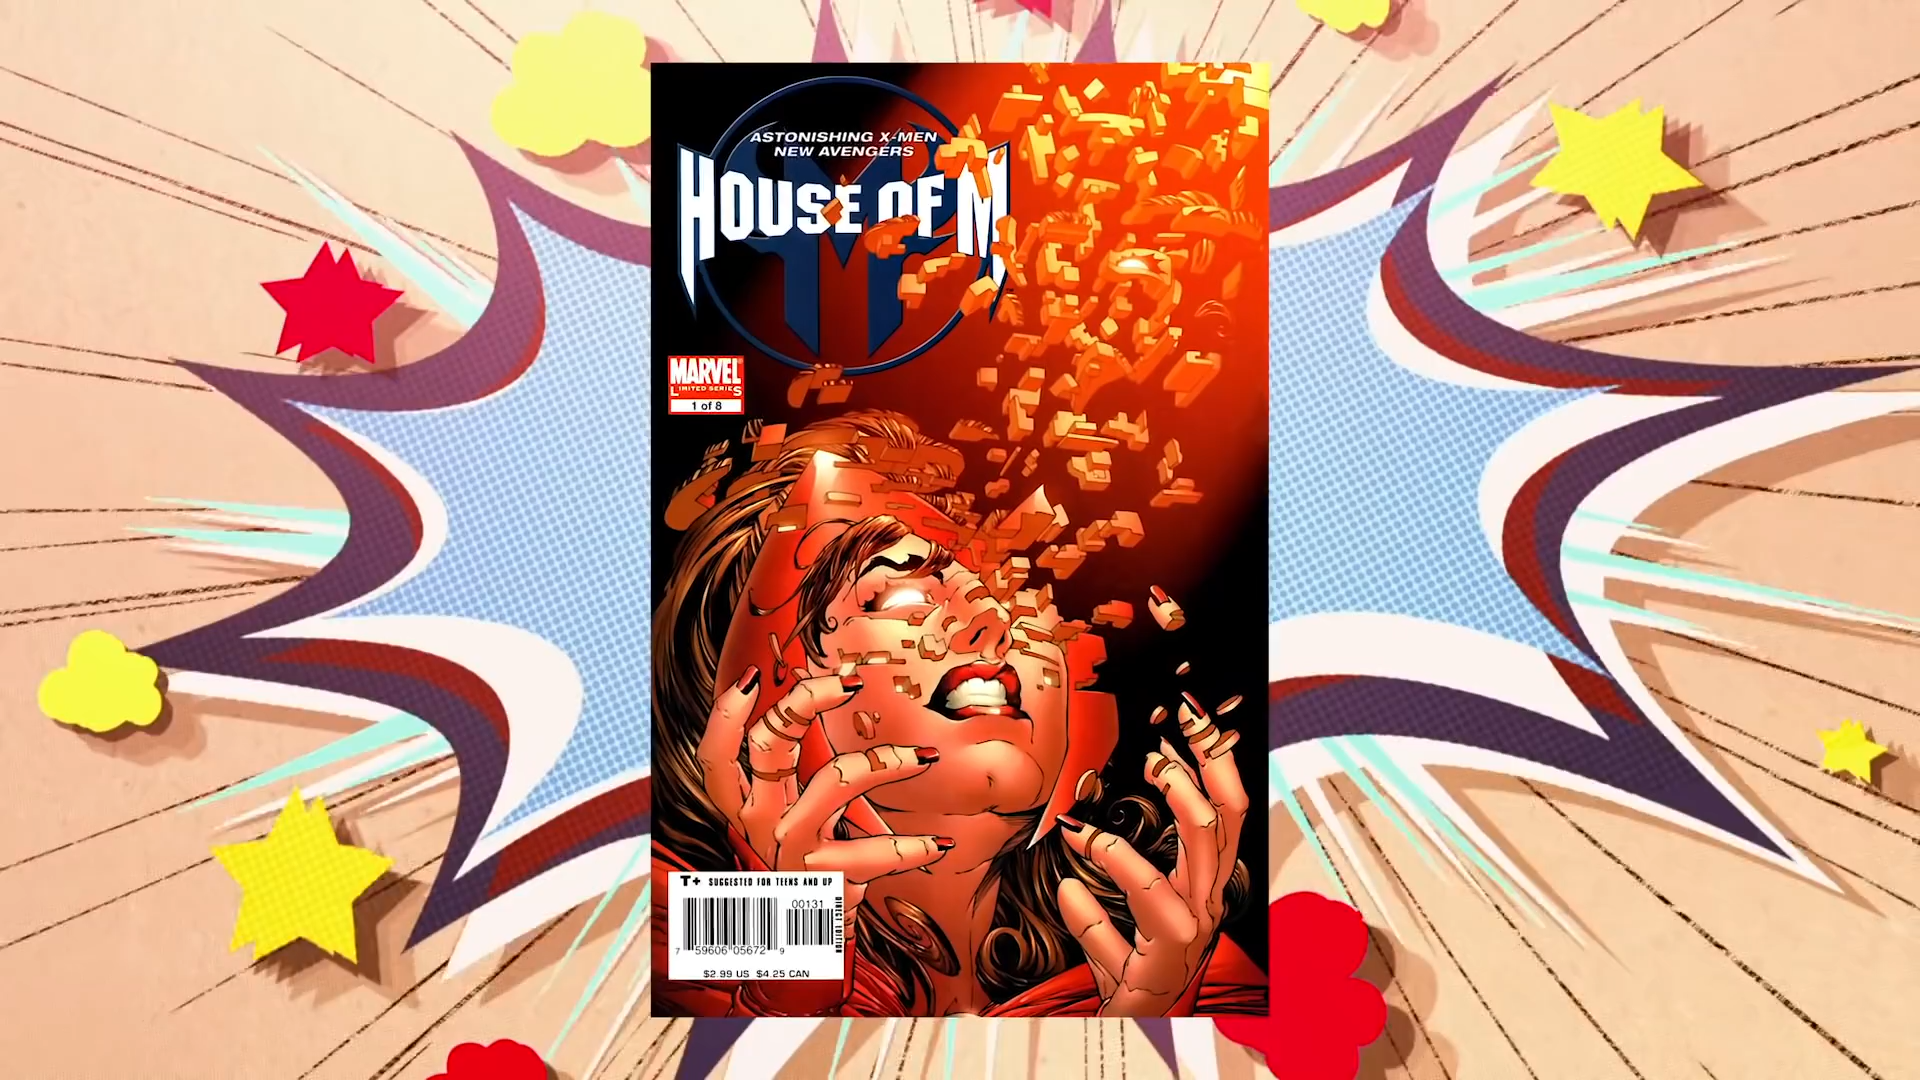 ASTONISHING X-MEN
NEW AVENGERS
HOUSE OF M
MARVEL
LIMITED SERIES
1 of 8
T+ SUGGESTED FOR TEENS AND UP
00131
DIRECT EDITION
7 59606 05672 9
$2.99 US $4.25 CAN